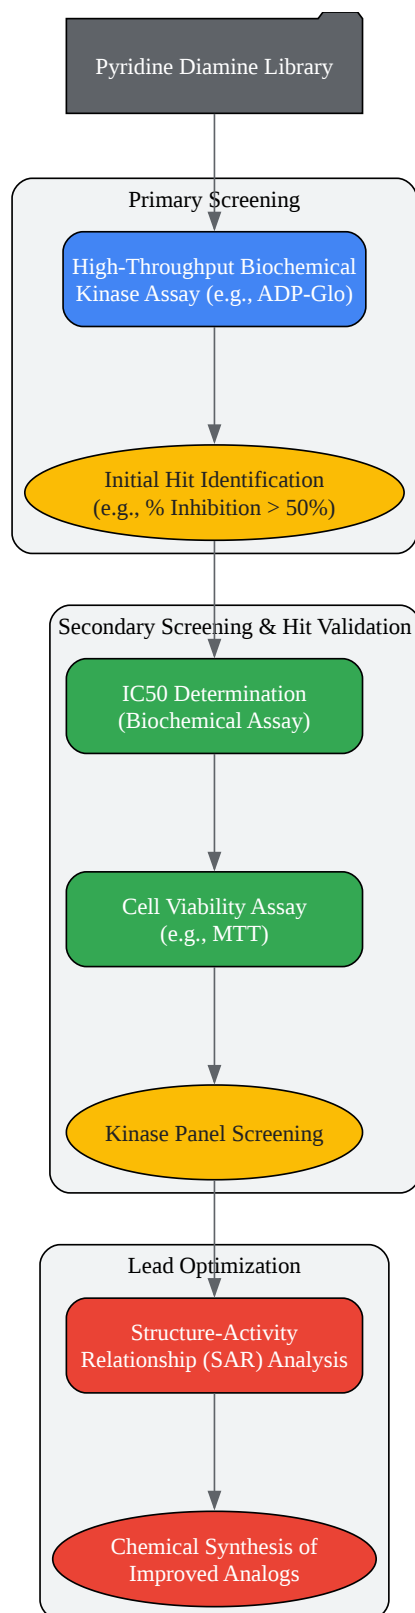 Pyridine Diamine Library
Primary Screening
High-Throughput Biochemical
Kinase Assay (e.g., ADP-Glo)
Initial Hit Identification
(e.g., % Inhibition > 50%)
Secondary Screening & Hit Validation
IC50 Determination
(Biochemical Assay)
Cell Viability Assay
(e.g., MTT)
Kinase Panel Screening
Lead Optimization
Structure-Activity
Relationship (SAR) Analysis
Chemical Synthesis of
Improved Analogs